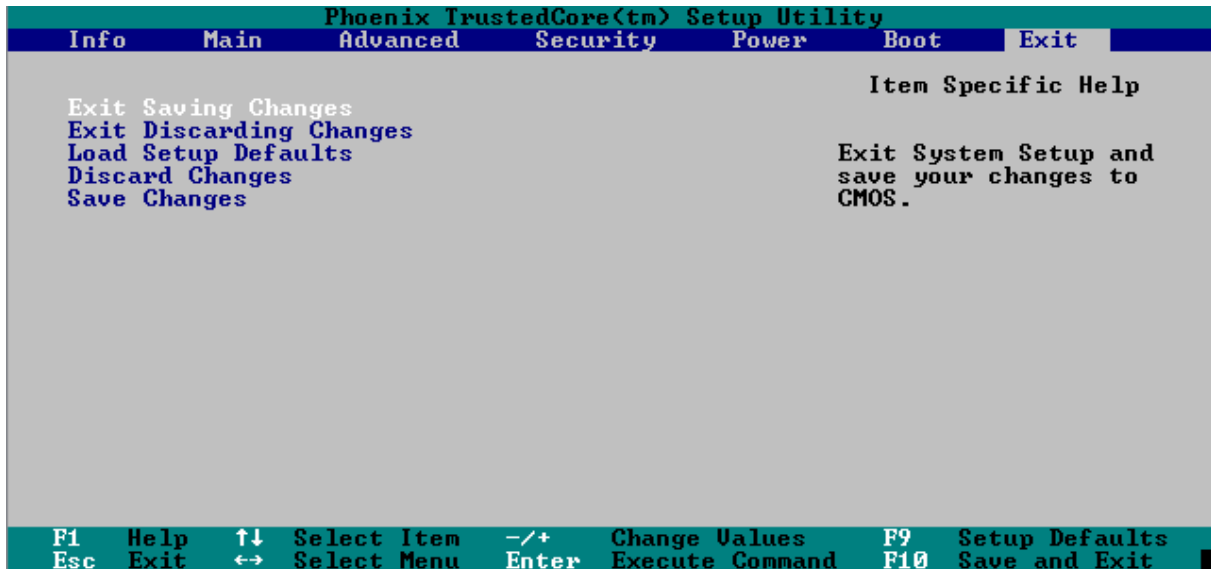 Phoenix TrustedCore(tm) Setup Utility
Info Main Advanced Security Power Boot Exit
Item Specific Help
Exit Saving Changes
Exit Discarding Changes
Load Setup Defaults
Discard Changes
Save Changes
Exit System Setup and
save your changes to
CMOS.
F1 Help ↑↓ Select Item -/+ Change Values F9 Setup Defaults
Esc Exit ↔ Select Menu Enter Execute Command F10 Save and Exit